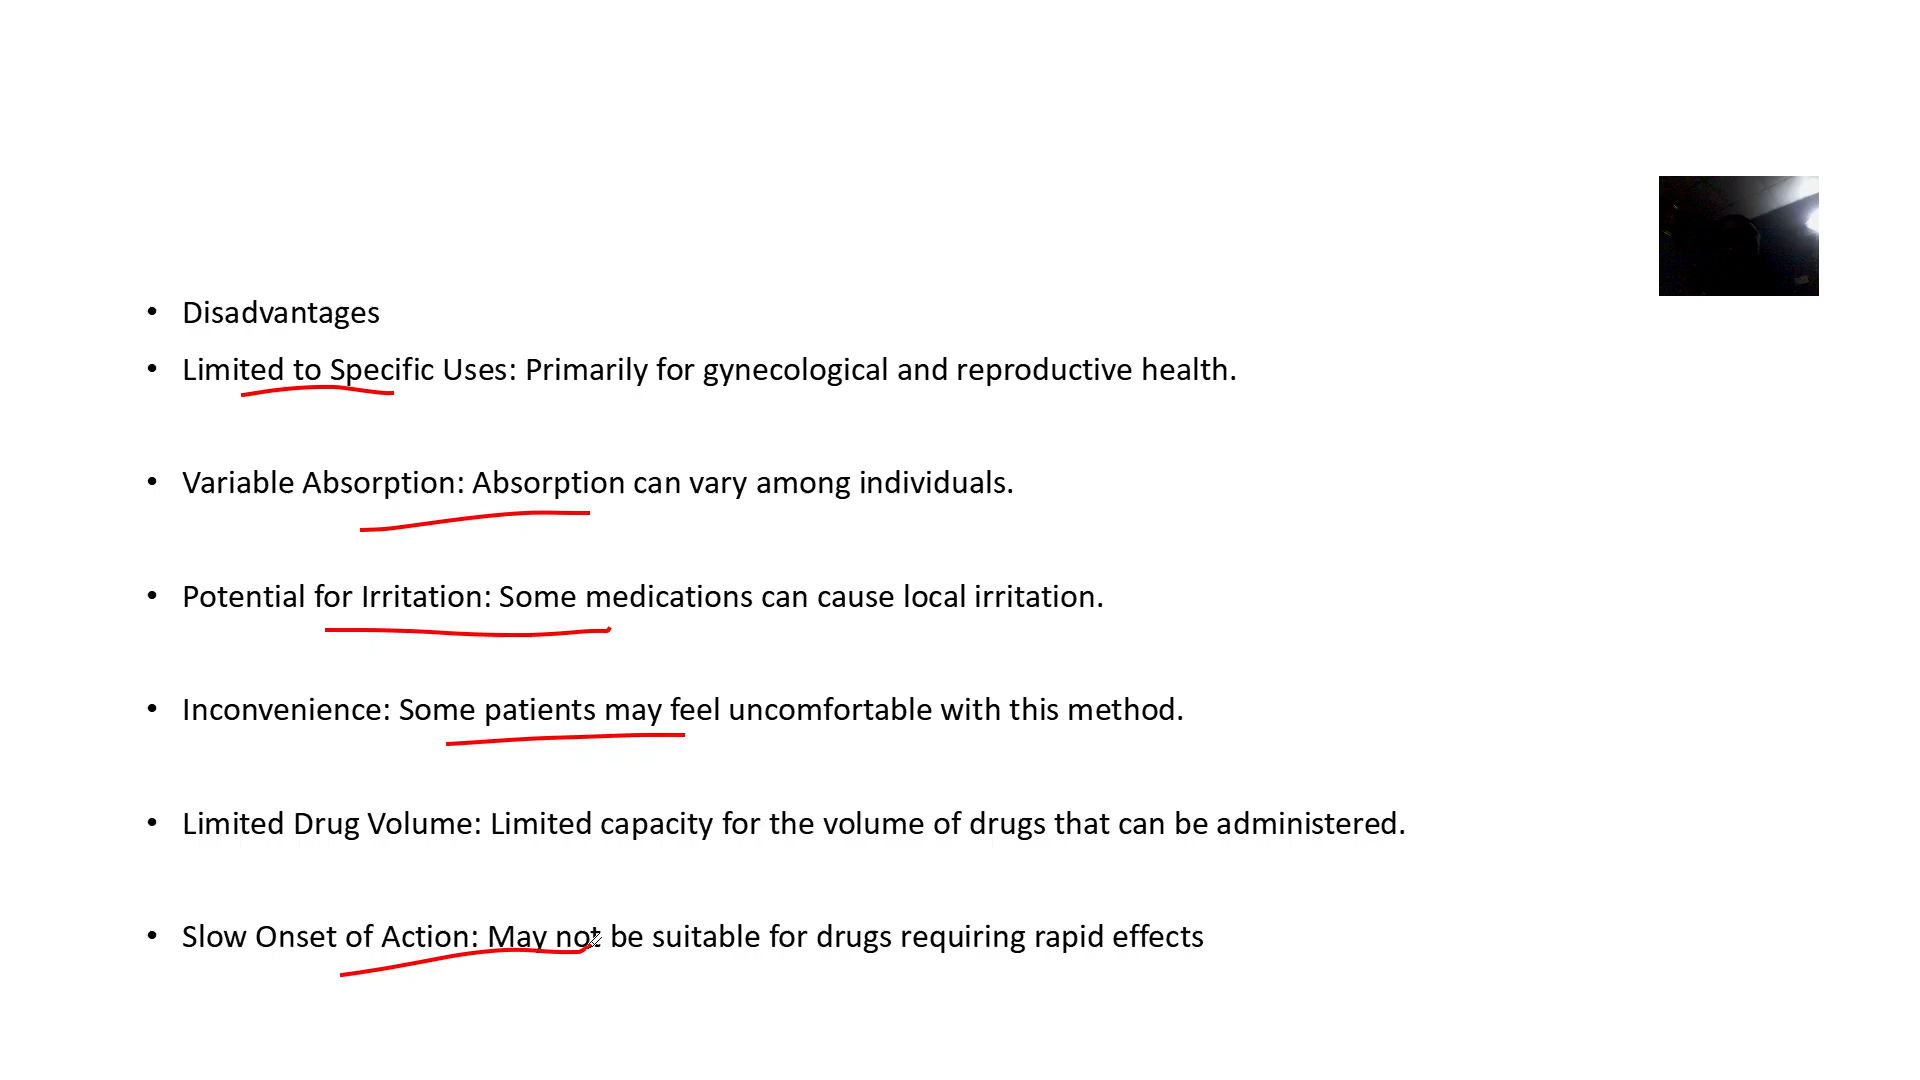 • Disadvantages
• Limited to Specific Uses: Primarily for gynecological and reproductive health.
• Variable Absorption: Absorption can vary among individuals.
• Potential for Irritation: Some medications can cause local irritation.
• Inconvenience: Some patients may feel uncomfortable with this method.
• Limited Drug Volume: Limited capacity for the volume of drugs that can be administered.
• Slow Onset of Action: May not be suitable for drugs requiring rapid effects